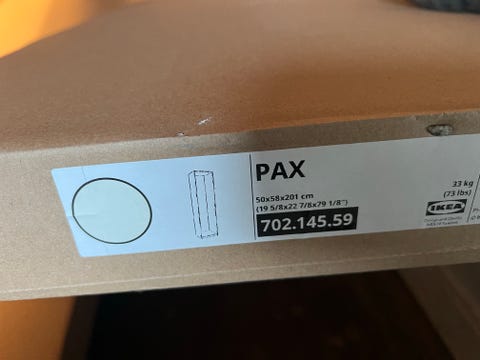 PAX
50x58x201 cm
(19 5/8x22 7/8x79 1/8")
702.145.59
33 kg
(73 lbs)
IKEA